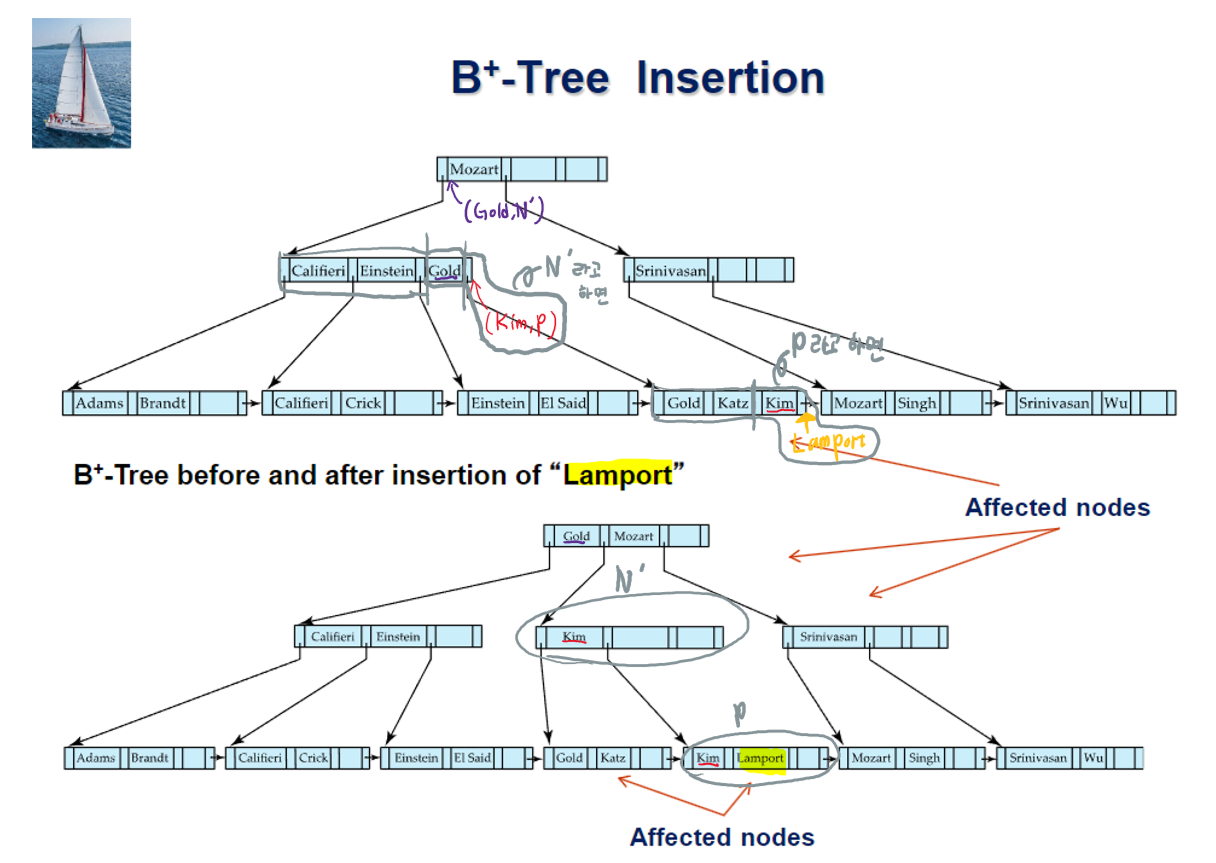 B+-Tree Insertion
Mozart
(Gold, N')
Califieri Einstein Gold
N' 라고
하면
Srinivasan
(Kim, P)
P 라고 하면
Adams Brandt
Califieri Crick
Einstein El Said
Gold Katz Kim
Mozart Singh
Srinivasan Wu
Lamport
B+-Tree before and after insertion of “Lamport”
Affected nodes
Gold Mozart
N'
Califieri Einstein
Kim
Srinivasan
P
Adams Brandt
Califieri Crick
Einstein El Said
Gold Katz
Kim Lamport
Mozart Singh
Srinivasan Wu
Affected nodes